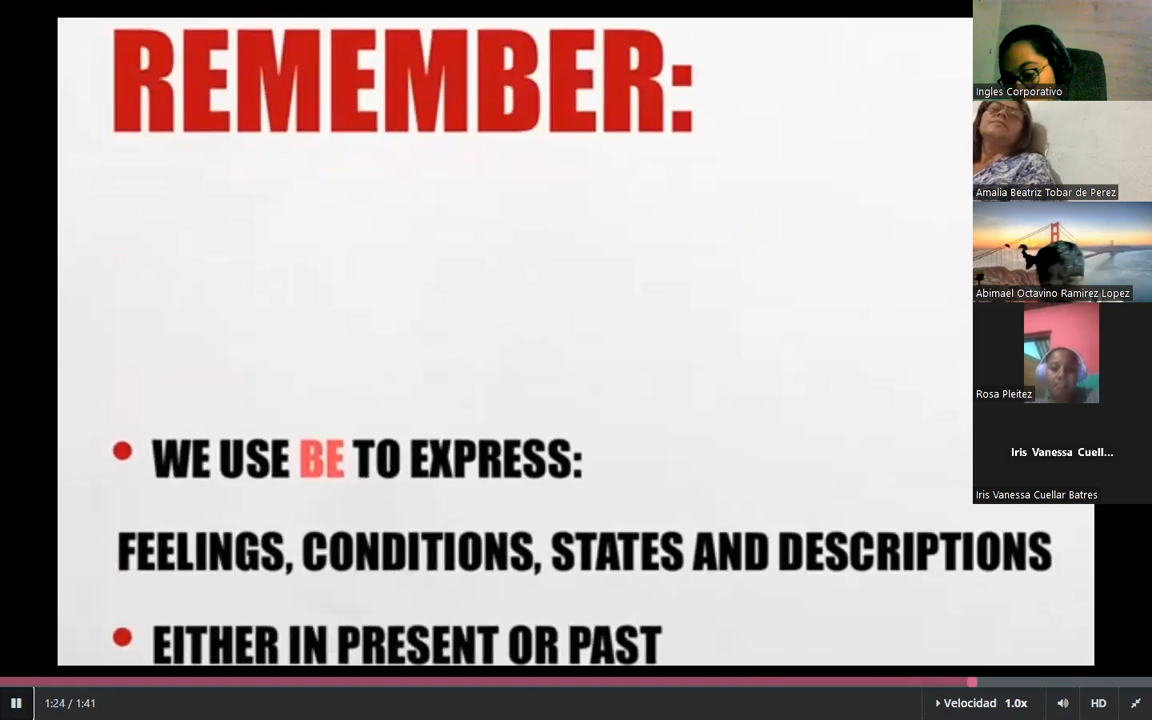 REMEMBER:
• WE USE BE TO EXPRESS:
FEELINGS, CONDITIONS, STATES AND DESCRIPTIONS
• EITHER IN PRESENT OR PAST
Ingles Corporativo
Amalia Beatriz Tobar de Perez
Abimael Octavino Ramirez Lopez
Rosa Pleitez
Iris Vanessa Cuell...
Iris Vanessa Cuellar Batres
1:24 / 1:41
Velocidad 1.0x
HD